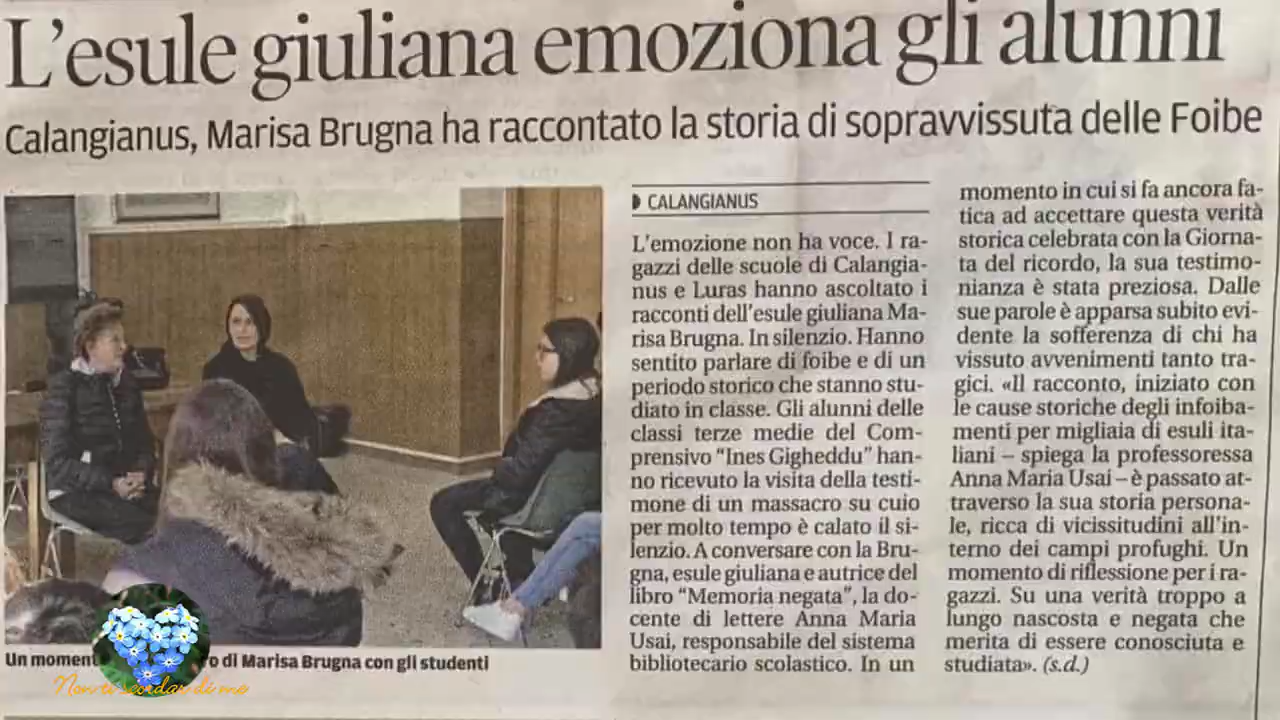 L'esule giuliana emoziona gli alunni
Calangianus, Marisa Brugna ha raccontato la storia di sopravvissuta delle Foibe
Un moment ro di Marisa Brugna con gli studenti
Non ti scordar di me
CALANGIANUS
L'emozione non ha voce. I ra-
gazzi delle scuole di Calangia-
nus e Luras hanno ascoltato i
racconti dell'esule giuliana Ma-
risa Brugna. In silenzio. Hanno
sentito parlare di foibe e di un
periodo storico che stanno stu-
diato in classe. Gli alunni delle
classi terze medie del Com-
prensivo "Ines Gigheddu" han-
no ricevuto la visita della testi-
mone di un massacro su cuio
per molto tempo è calato il si-
lenzio. A conversare con la Bru-
gna, esule giuliana e autrice del
libro "Memoria negata", la do-
cente di lettere Anna Maria
Usai, responsabile del sistema
bibliotecario scolastico. In un
momento in cui si fa ancora fa-
tica ad accettare questa verità
storica celebrata con la Giorna-
ta del ricordo, la sua testimo-
nianza è stata preziosa. Dalle
sue parole è apparsa subito evi-
dente la sofferenza di chi ha
vissuto avvenimenti tanto tra-
gici. «Il racconto, iniziato con
le cause storiche degli infoiba-
menti per migliaia di esuli ita-
liani – spiega la professoressa
Anna Maria Usai – è passato at-
traverso la sua storia persona-
le, ricca di vicissitudini all'in-
terno dei campi profughi. Un
momento di riflessione per i ra-
gazzi. Su una verità troppo a
lungo nascosta e negata che
merita di essere conosciuta e
studiata». (s.d.)